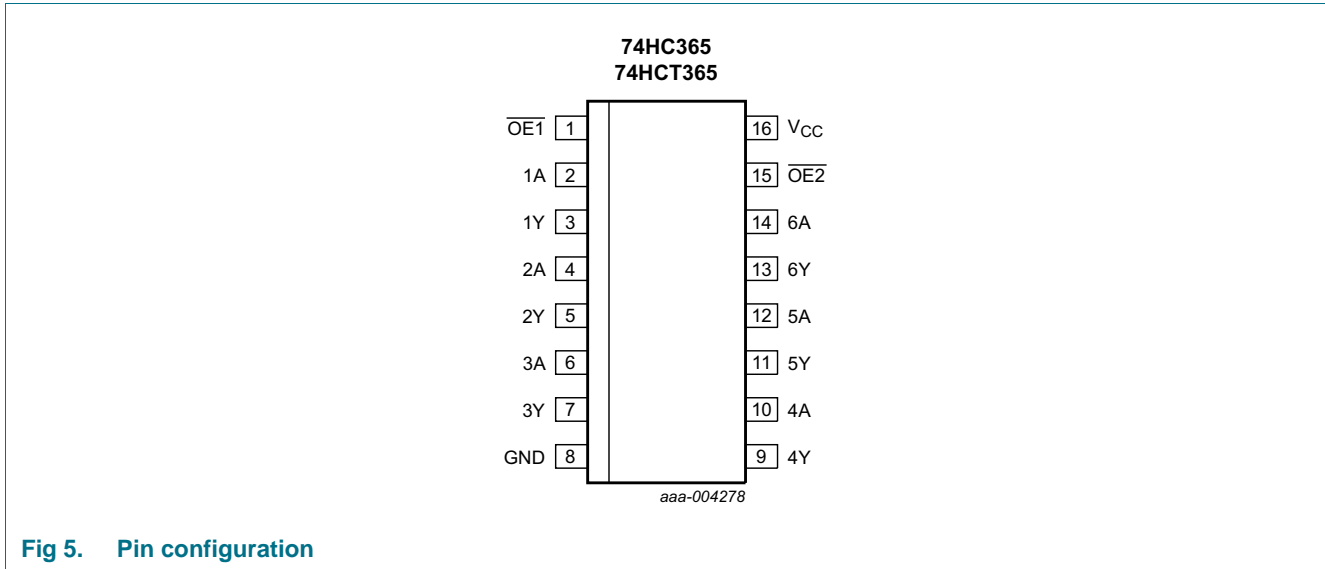 74HC365
74HCT365
OE1 1 16 VCC
1A 2 15 OE2
1Y 3 14 6A
2A 4 13 6Y
2Y 5 12 5A
3A 6 11 5Y
3Y 7 10 4A
GND 8 9 4Y
aaa-004278
Fig 5. Pin configuration